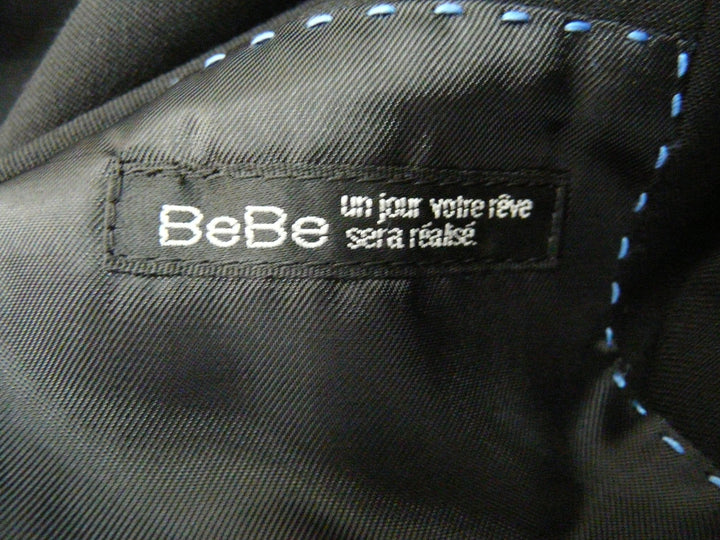 BeBe
un jour votre rêve
sera réalisé.